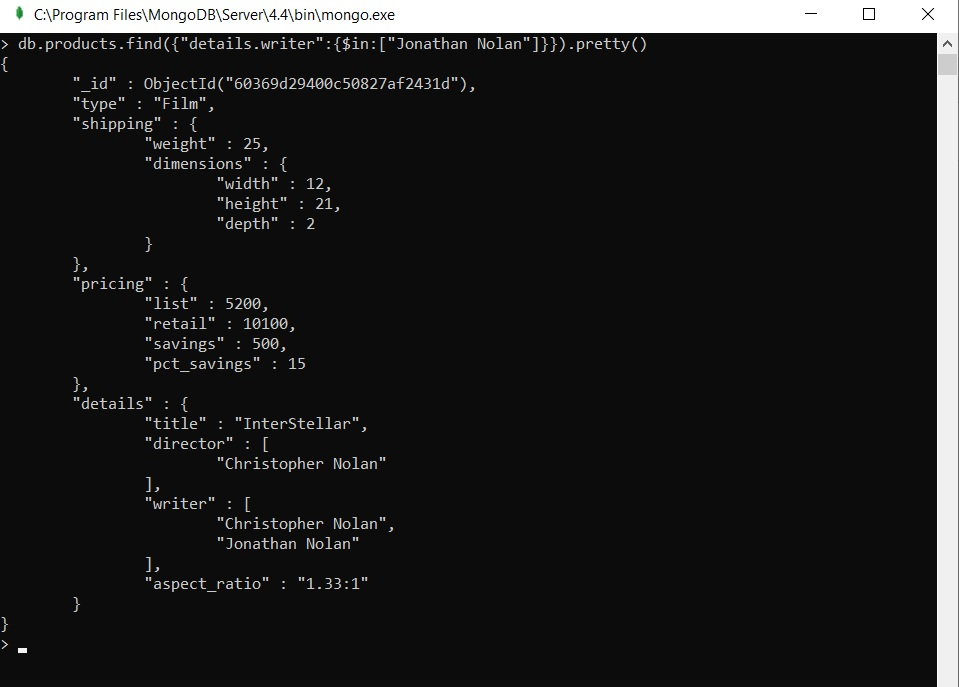 C:\Program Files\MongoDB\Server\4.4\bin\mongo.exe
> db.products.find({"details.writer":{$in:["Jonathan Nolan"]}}).pretty()
{
        "_id" : ObjectId("60369d29400c50827af2431d"),
        "type" : "Film",
        "shipping" : {
                "weight" : 25,
                "dimensions" : {
                        "width" : 12,
                        "height" : 21,
                        "depth" : 2
                }
        },
        "pricing" : {
                "list" : 5200,
                "retail" : 10100,
                "savings" : 500,
                "pct_savings" : 15
        },
        "details" : {
                "title" : "InterStellar",
                "director" : [
                        "Christopher Nolan"
                ],
                "writer" : [
                        "Christopher Nolan",
                        "Jonathan Nolan"
                ],
                "aspect_ratio" : "1.33:1"
        }
}
>